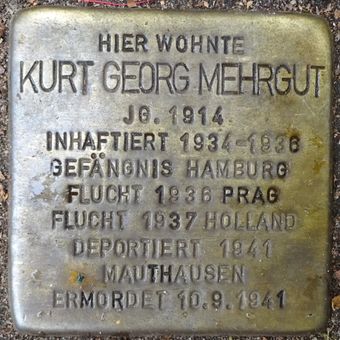 HIER WOHNTE
KURT GEORG MEHRGUT
JG. 1914
INHAFTIERT 1934-1936
GEFÄNGNIS HAMBURG
FLUCHT 1936 PRAG
FLUCHT 1937 HOLLAND
DEPORTIERT 1941
MAUTHAUSEN
ERMORDET 10.9.1941